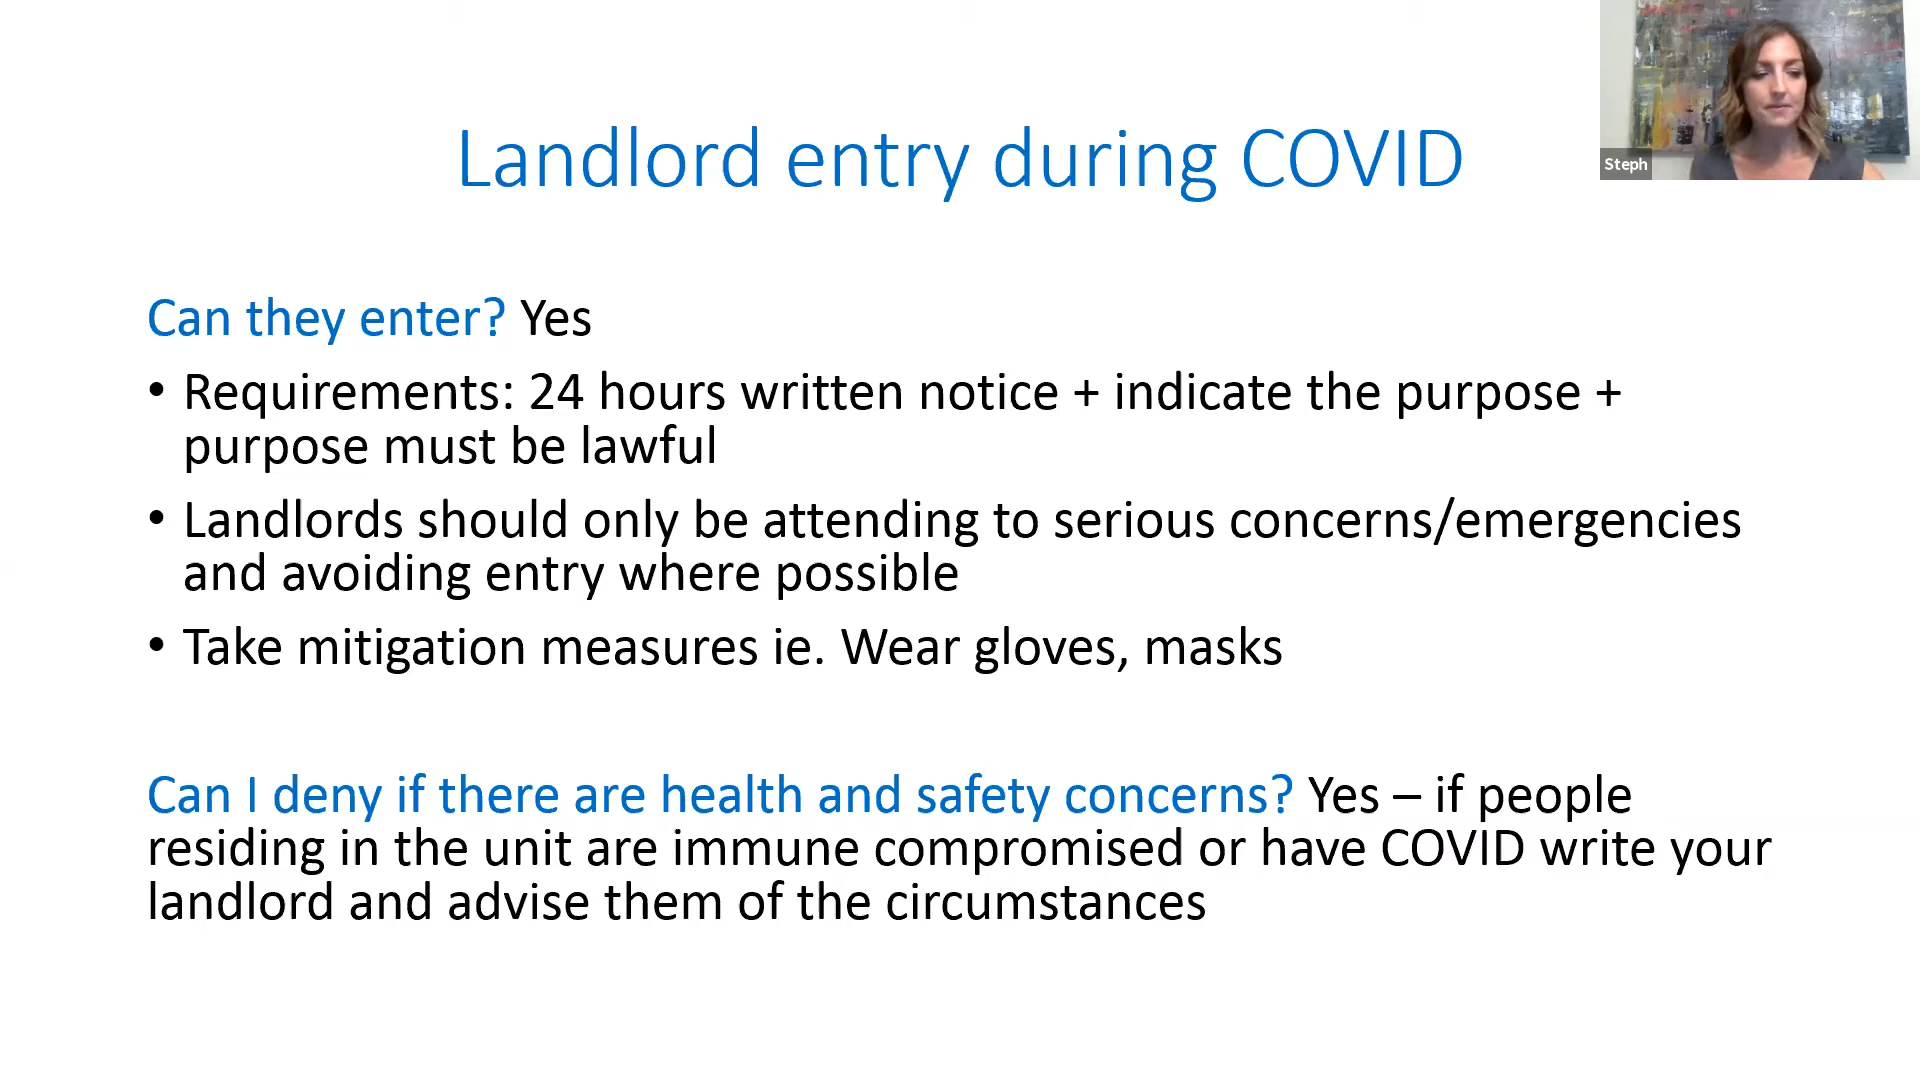 Landlord entry during COVID
Steph
Can they enter? Yes
• Requirements: 24 hours written notice + indicate the purpose +
purpose must be lawful
• Landlords should only be attending to serious concerns/emergencies
and avoiding entry where possible
• Take mitigation measures ie. Wear gloves, masks
Can I deny if there are health and safety concerns? Yes – if people
residing in the unit are immune compromised or have COVID write your
landlord and advise them of the circumstances